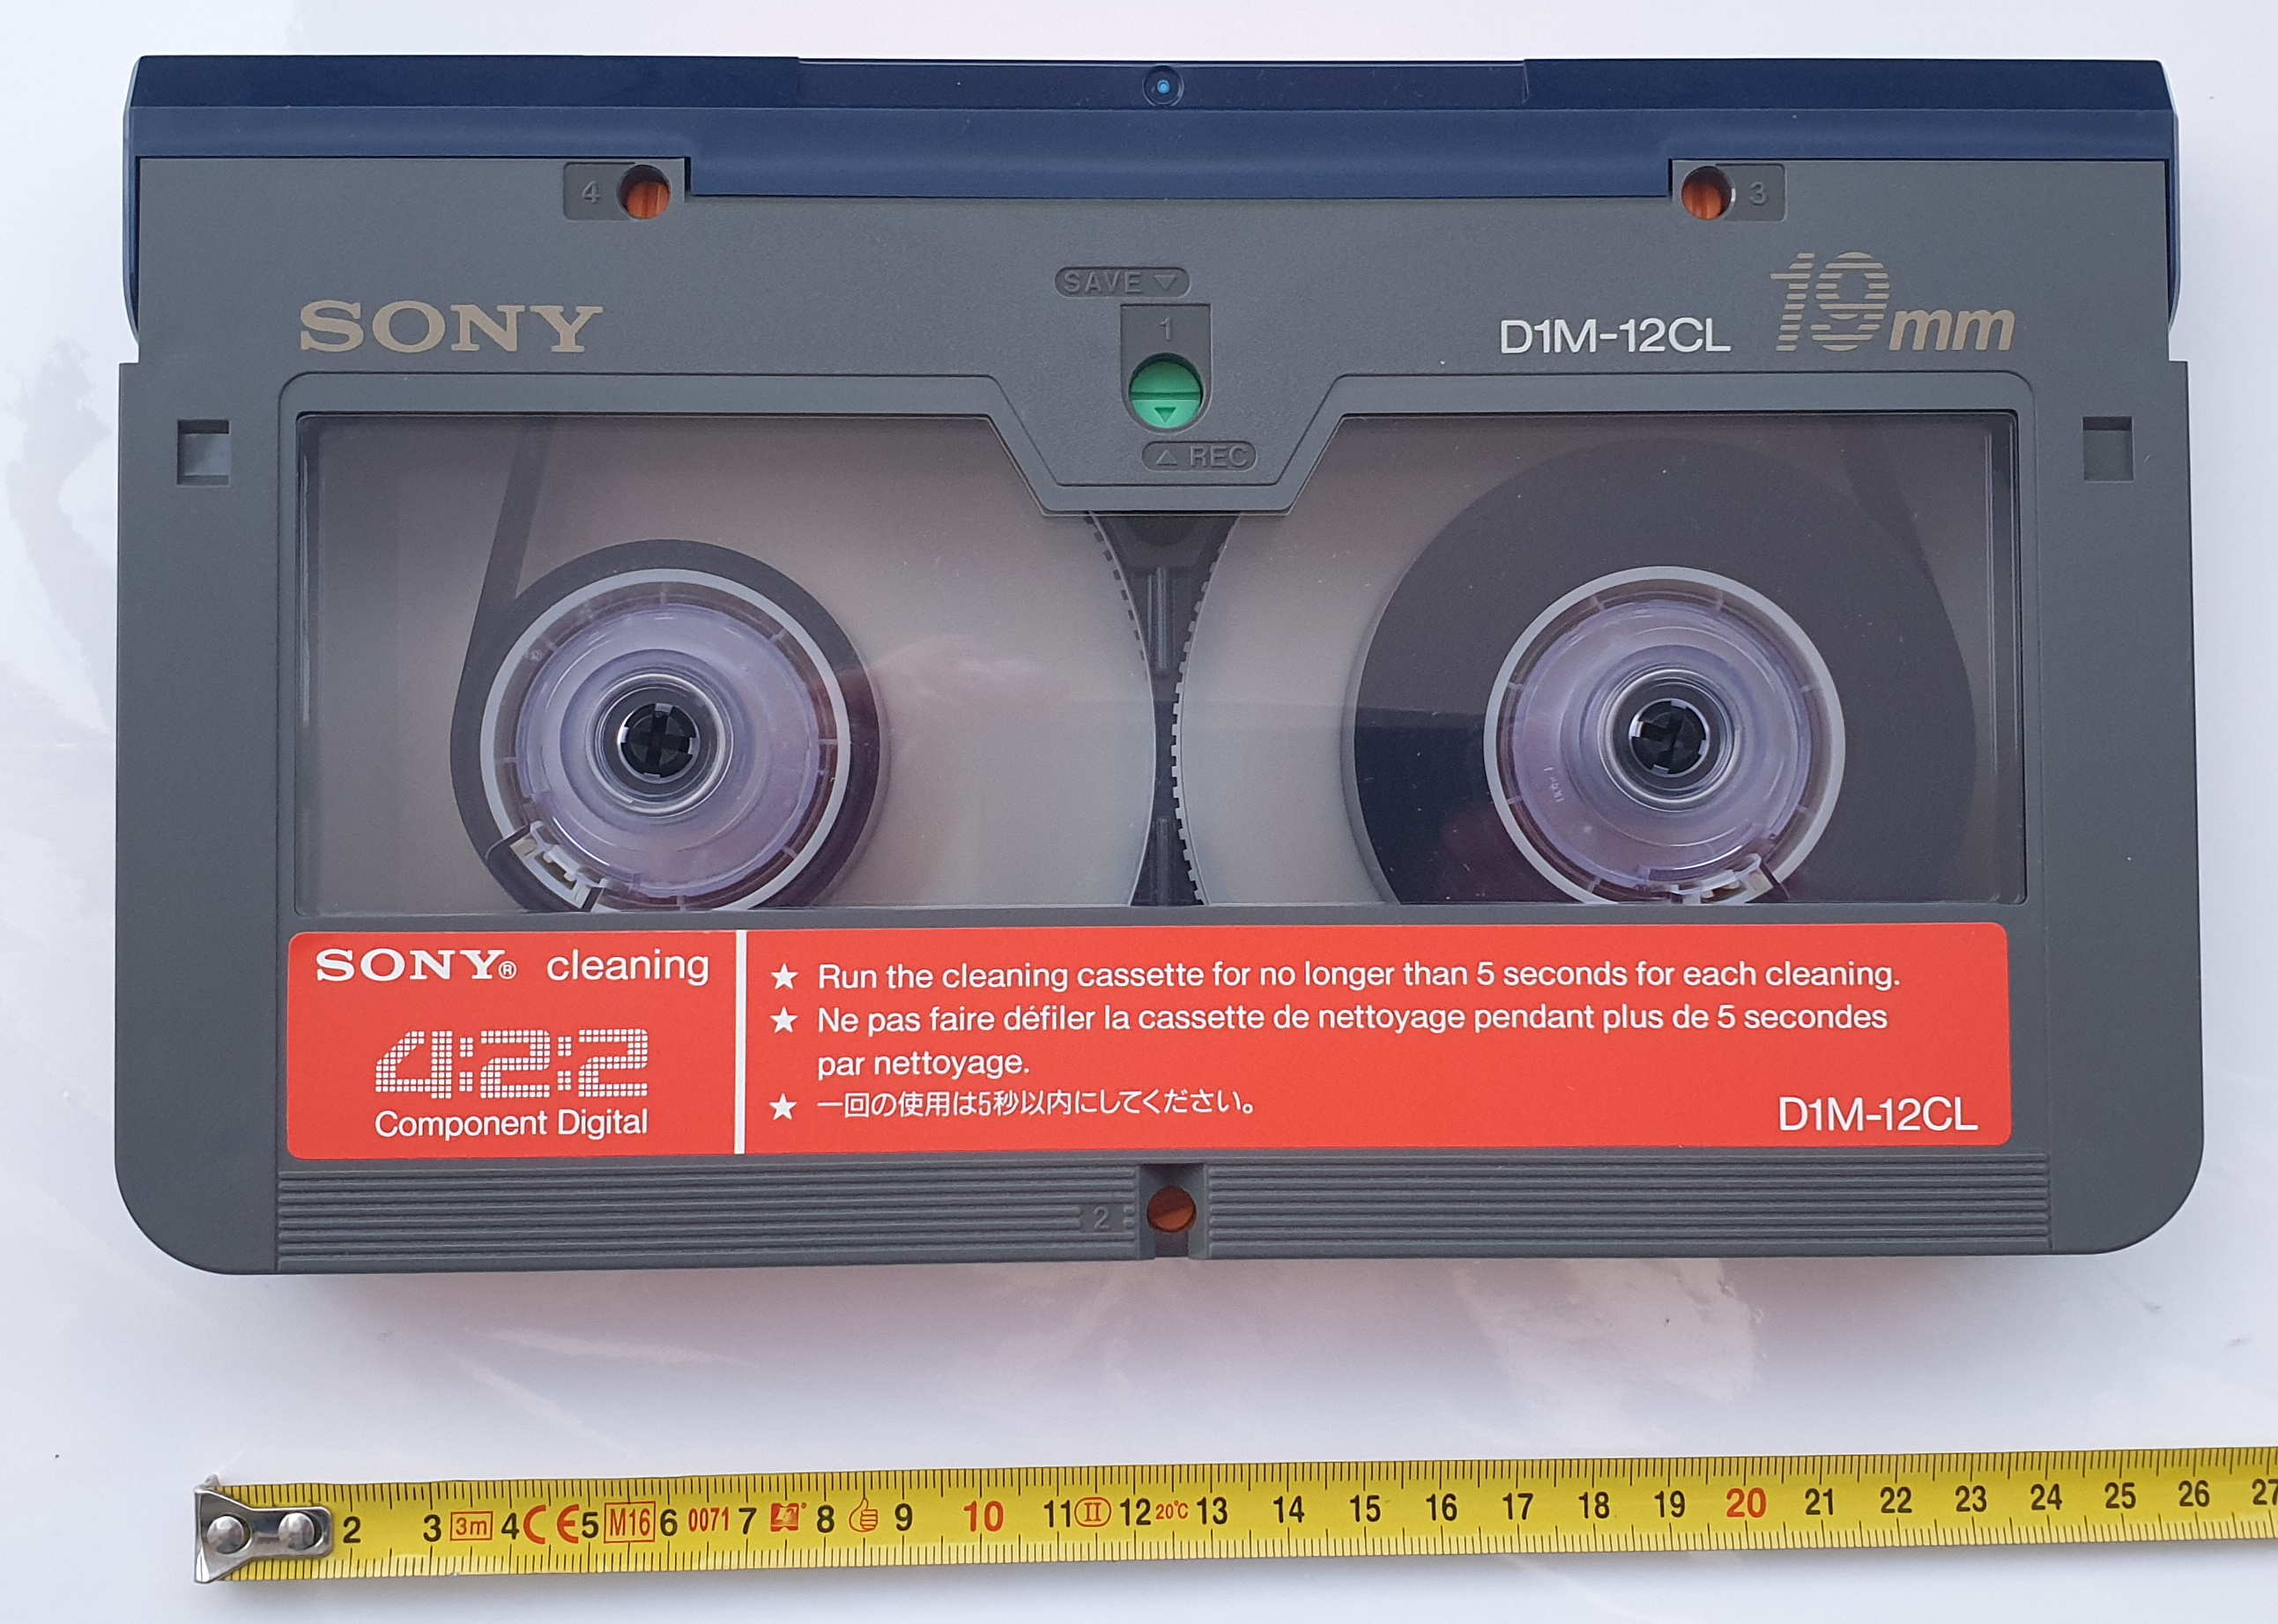 4
3
SAVE ▽
1
SONY
D1M-12CL 19mm
△ REC
SONY® cleaning
4:2:2
Component Digital
★ Run the cleaning cassette for no longer than 5 seconds for each cleaning.
★ Ne pas faire défiler la cassette de nettoyage pendant plus de 5 secondes
par nettoyage.
★ 一回の使用は5秒以内にしてください。
D1M-12CL
2
2 3 3m 4 CE 5 M16 6 0071 7 8 9 10 11 II 12 20°C 13 14 15 16 17 18 19 20 21 22 23 24 25 26 27